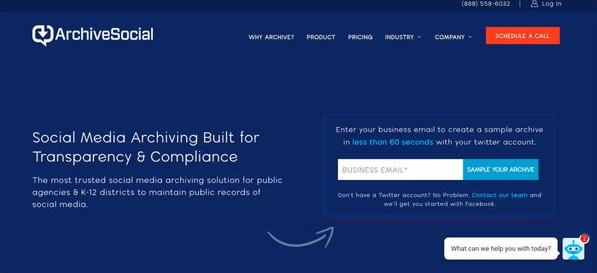 (888) 558-6032 | Log in
ArchiveSocial
WHY ARCHIVE? PRODUCT PRICING INDUSTRY COMPANY SCHEDULE A CALL
Social Media Archiving Built for
Transparency & Compliance
The most trusted social media archiving solution for public
agencies & K-12 districts to maintain public records of
social media.
Enter your business email to create a sample archive
in less than 60 seconds with your twitter account.
BUSINESS EMAIL* SAMPLE YOUR ARCHIVE
Don't have a Twitter account? No Problem. Contact our team and
we'll get you started with Facebook.
What can we help you with today?